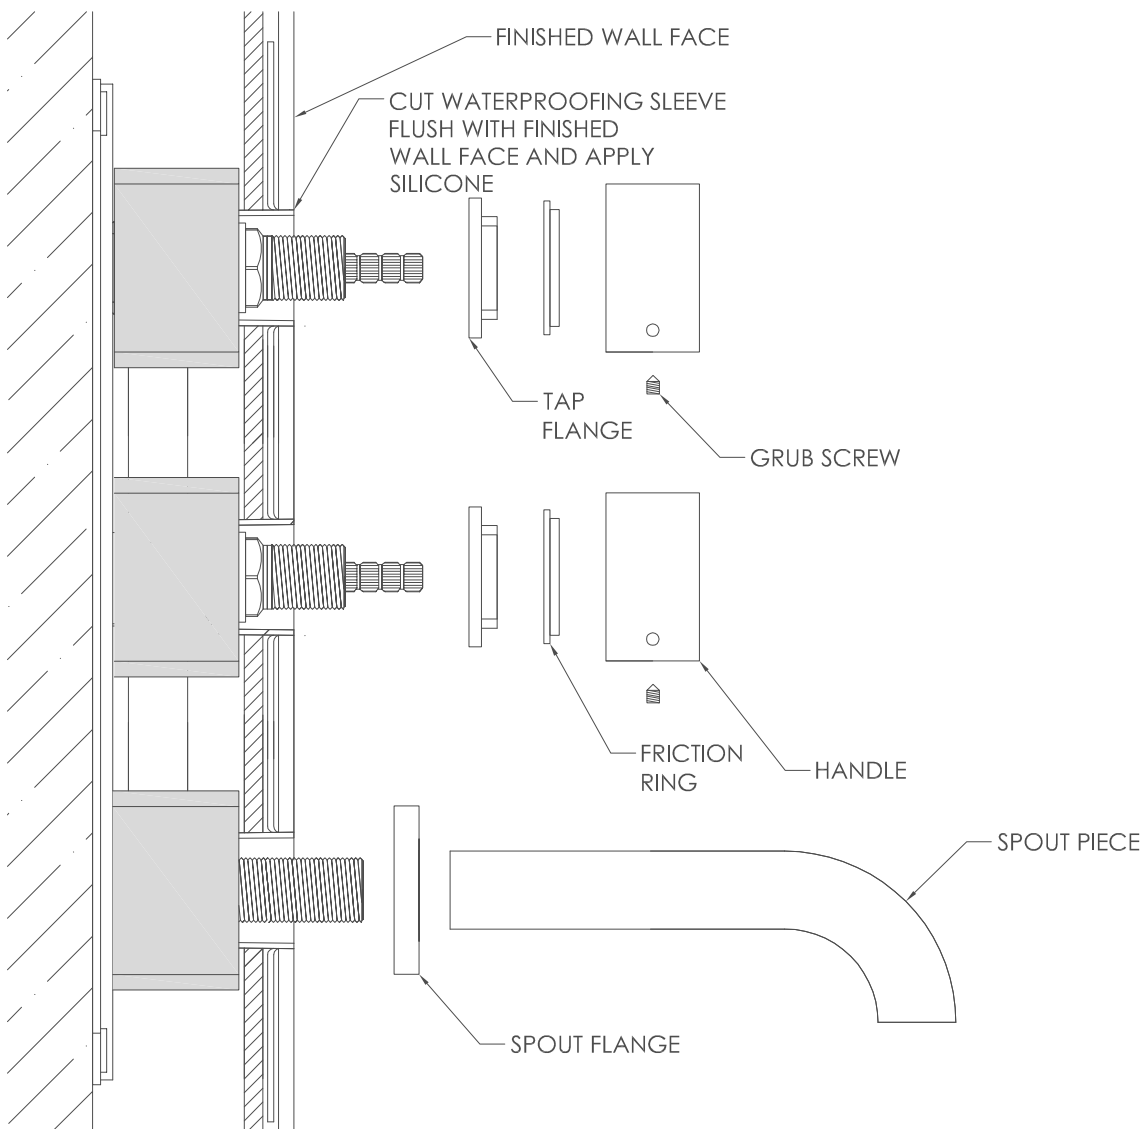 FINISHED WALL FACE
CUT WATERPROOFING SLEEVE
FLUSH WITH FINISHED
WALL FACE AND APPLY
SILICONE
TAP
FLANGE
GRUB SCREW
FRICTION
RING
HANDLE
SPOUT PIECE
SPOUT FLANGE